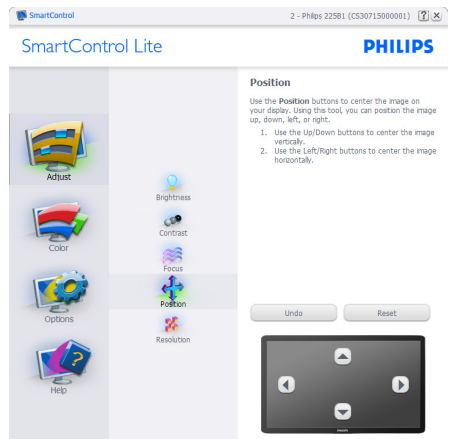 SmartControl
2 - Philips 225B1 (CS30715000001)
SmartControl Lite
PHILIPS
Adjust
Color
Options
Help
Brightness
Contrast
Focus
Position
Resolution
Position
Use the Position buttons to center the image on
your display. Using this tool, you can position the image
up, down, left, or right.
1. Use the Up/Down buttons to center the image
vertically.
2. Use the Left/Right buttons to center the image
horizontally.
Undo
Reset
PHILIPS